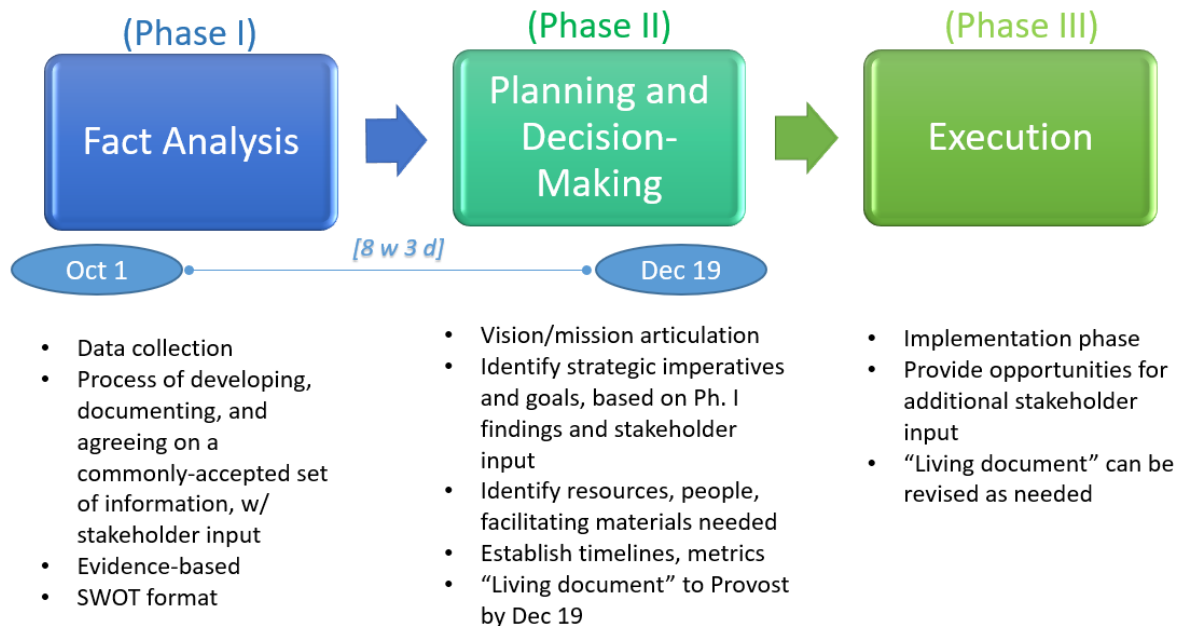 (Phase I)
Fact Analysis
(Phase II)
Planning and
Decision-
Making
(Phase III)
Execution
Oct 1
[8 w 3 d]
Dec 19
• Data collection
• Process of developing,
documenting, and
agreeing on a
commonly-accepted set
of information, w/
stakeholder input
• Evidence-based
• SWOT format
• Vision/mission articulation
• Identify strategic imperatives
and goals, based on Ph. I
findings and stakeholder
input
• Identify resources, people,
facilitating materials needed
• Establish timelines, metrics
• “Living document” to Provost
by Dec 19
• Implementation phase
• Provide opportunities for
additional stakeholder
input
• “Living document” can be
revised as needed